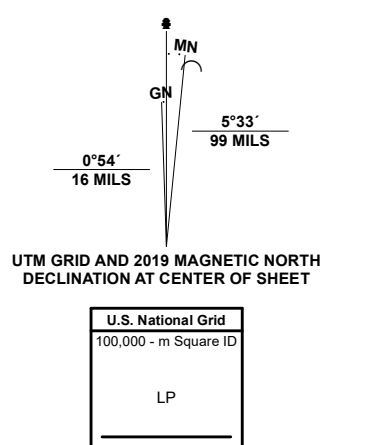 MN
GN
5°33´
99 MILS
0°54´
16 MILS
UTM GRID AND 2019 MAGNETIC NORTH
DECLINATION AT CENTER OF SHEET
U.S. National Grid
100,000 - m Square ID
LP